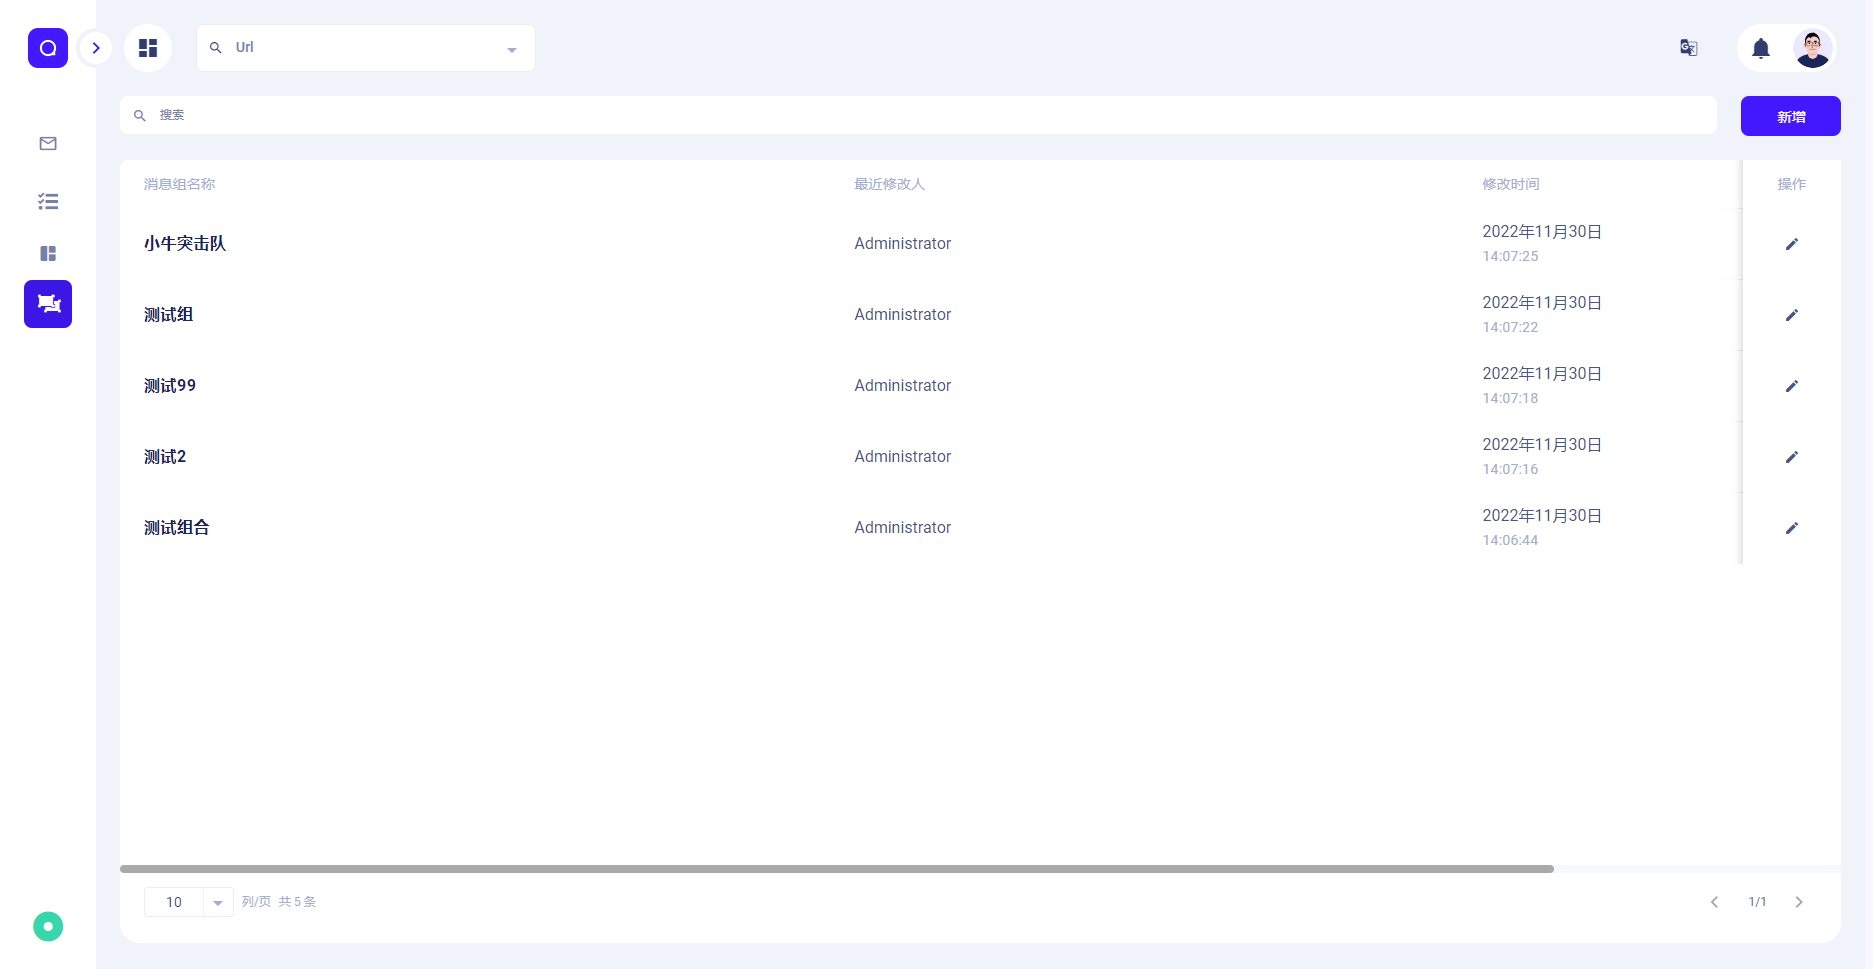 Url
搜索
新增
消息组名称 最近修改人 修改时间 操作
小牛突击队 Administrator 2022年11月30日
14:07:25
测试组 Administrator 2022年11月30日
14:07:22
测试99 Administrator 2022年11月30日
14:07:18
测试2 Administrator 2022年11月30日
14:07:16
测试组合 Administrator 2022年11月30日
14:06:44
10 列/页 共 5 条 1/1